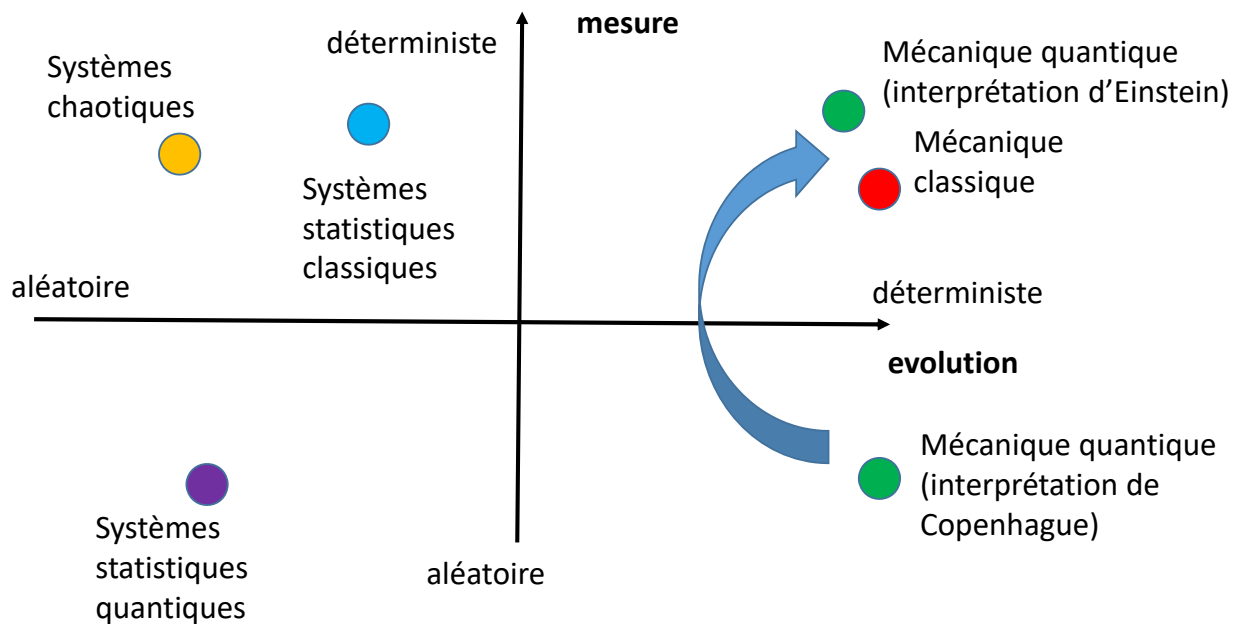 déterministe
mesure
Systèmes
chaotiques
Mécanique quantique
(interprétation d’Einstein)
Mécanique
classique
Systèmes
statistiques
classiques
aléatoire
déterministe
evolution
Mécanique quantique
(interprétation de
Copenhague)
Systèmes
statistiques
quantiques
aléatoire